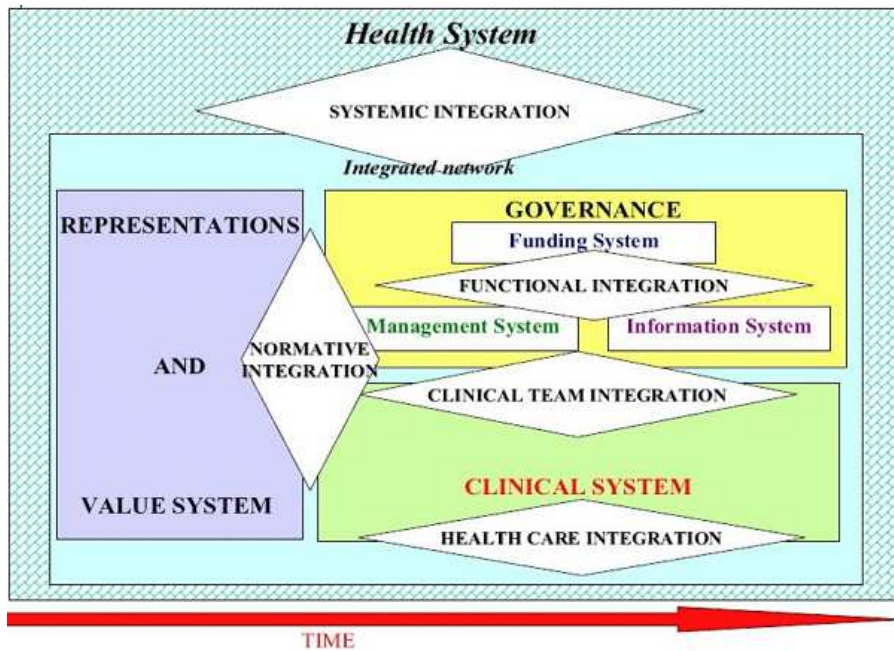 Health System
SYSTEMIC INTEGRATION
Integrated network
REPRESENTATIONS
AND
VALUE SYSTEM
NORMATIVE
INTEGRATION
GOVERNANCE
Funding System
FUNCTIONAL INTEGRATION
Management System
Information System
CLINICAL TEAM INTEGRATION
CLINICAL SYSTEM
HEALTH CARE INTEGRATION
TIME